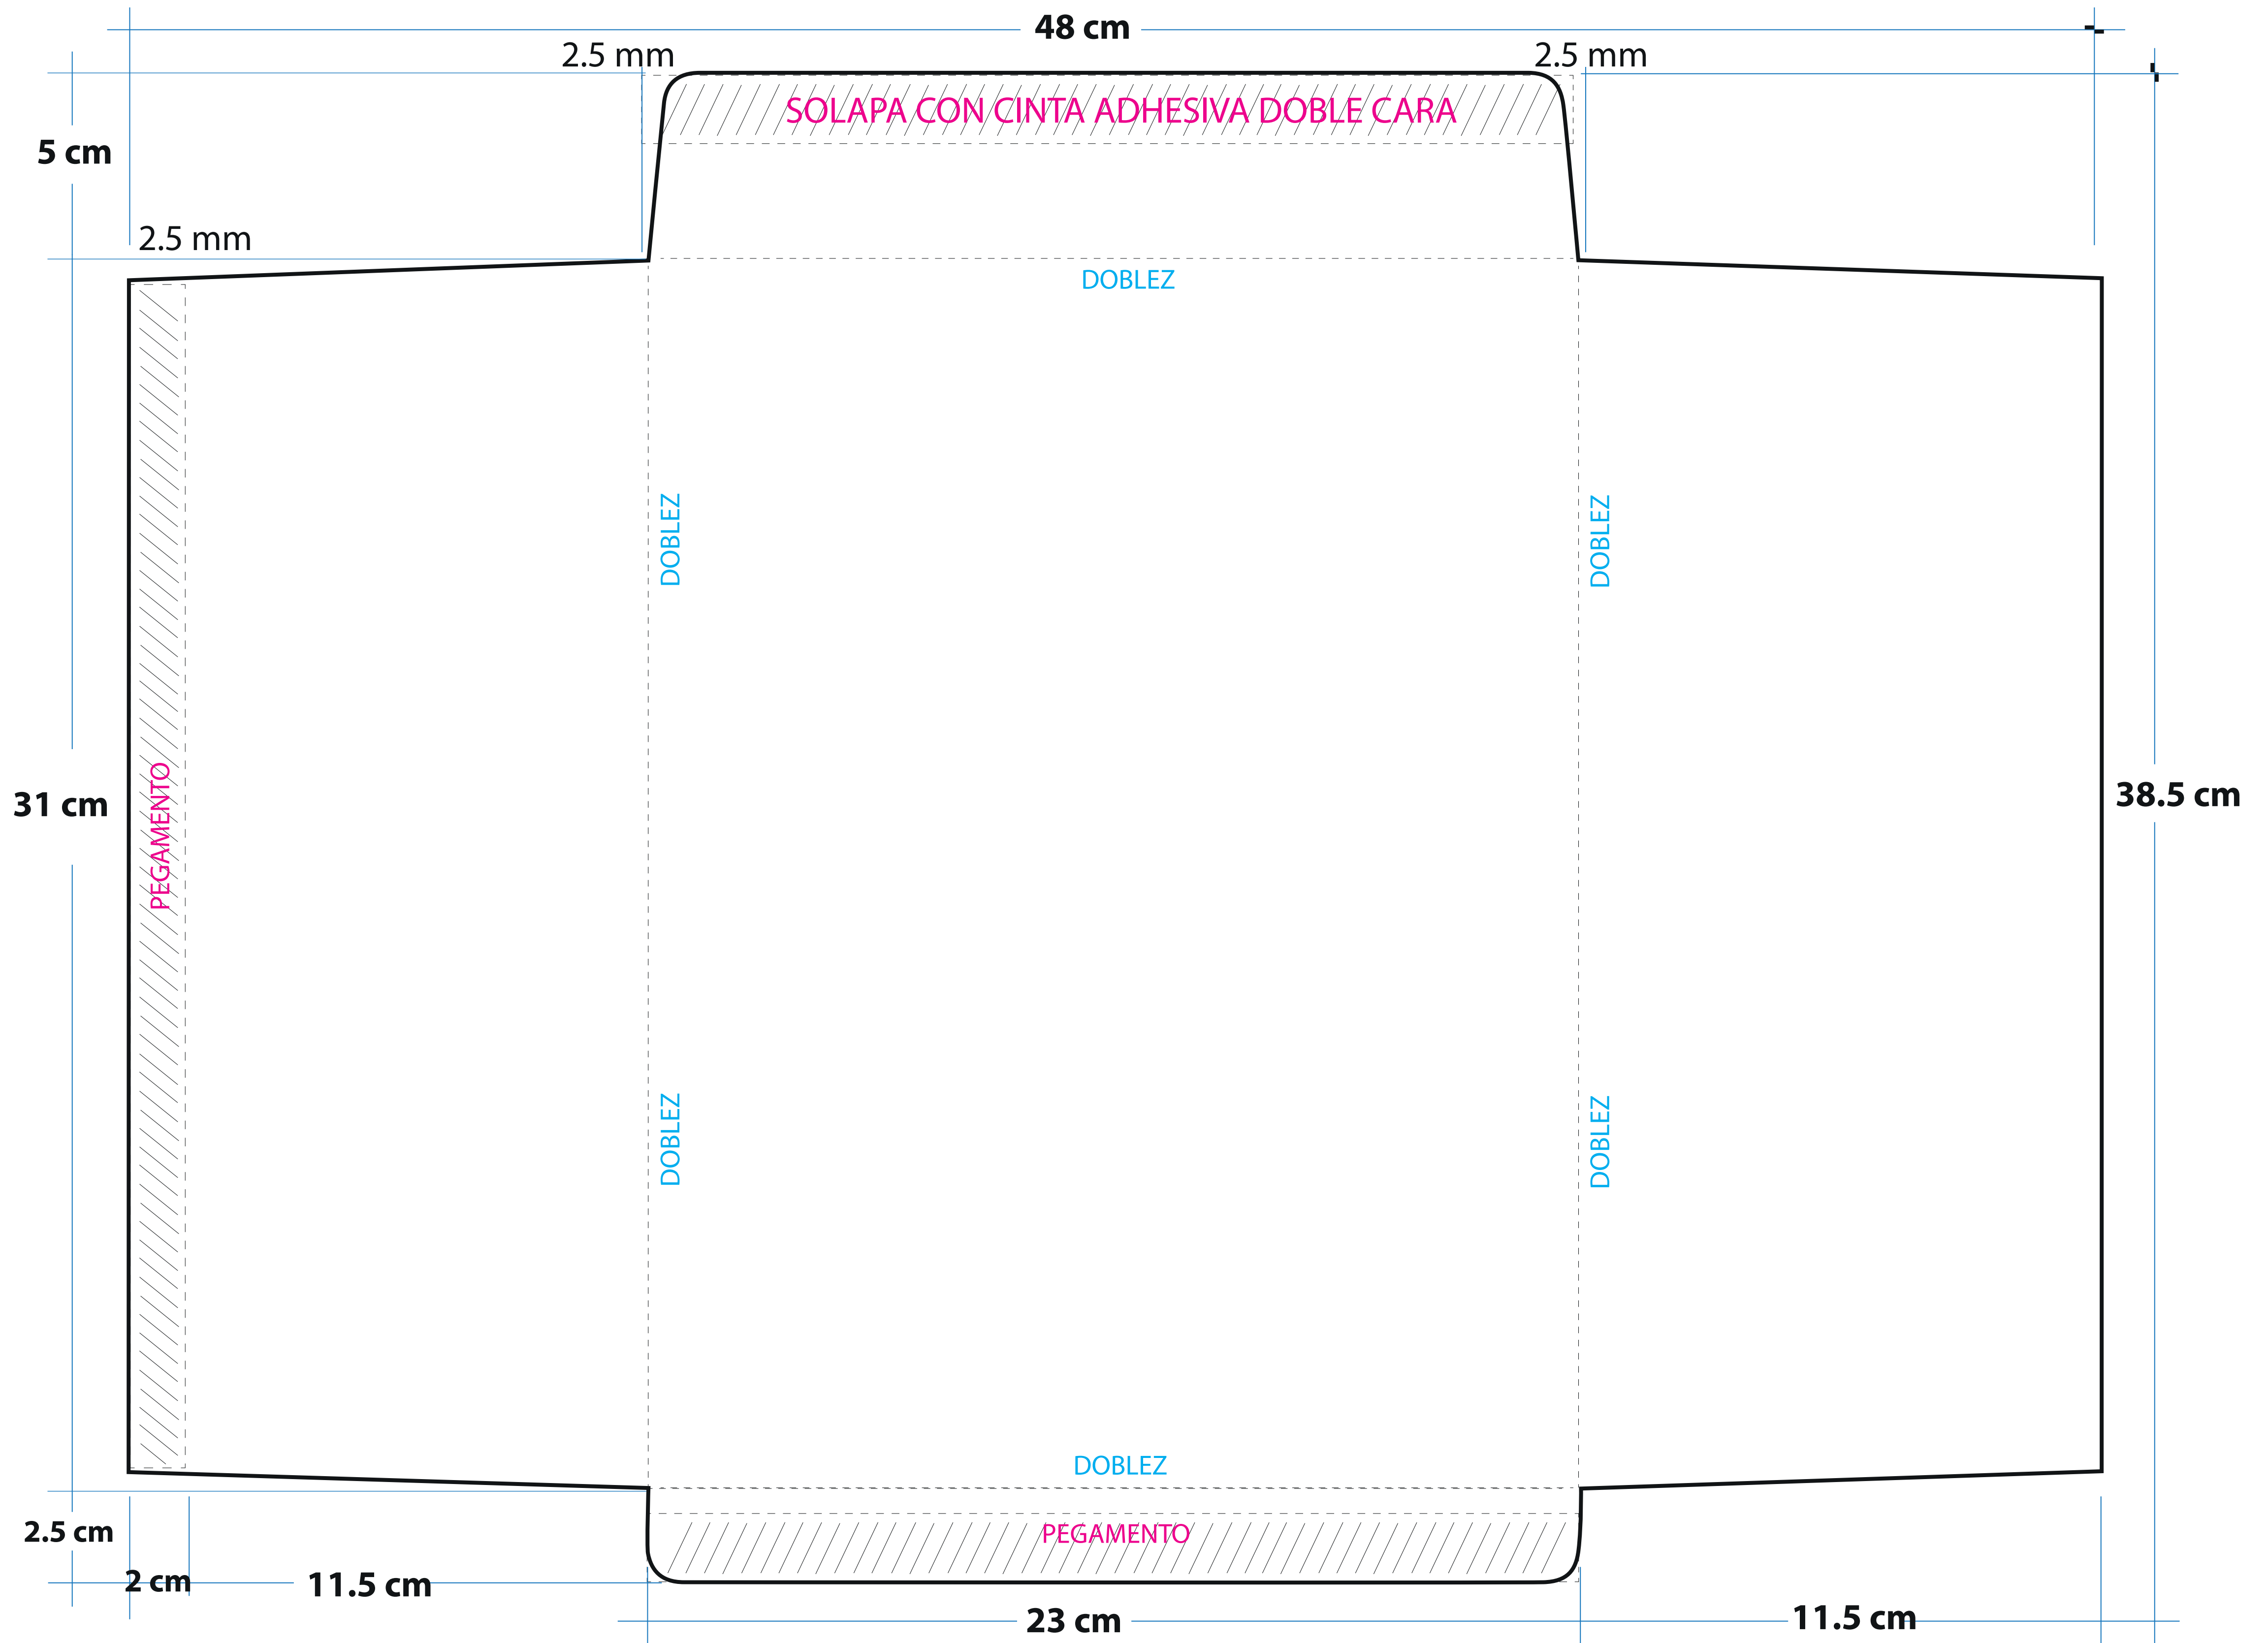 48 cm
2.5 mm
2.5 mm
SOLAPA CON CINTA ADHESIVA DOBLE CARA
5 cm
2.5 mm
DOBLEZ
DOBLEZ
DOBLEZ
PEGAMENTO
31 cm
38.5 cm
DOBLEZ
DOBLEZ
DOBLEZ
PEGAMENTO
2.5 cm
2 cm
11.5 cm
23 cm
11.5 cm